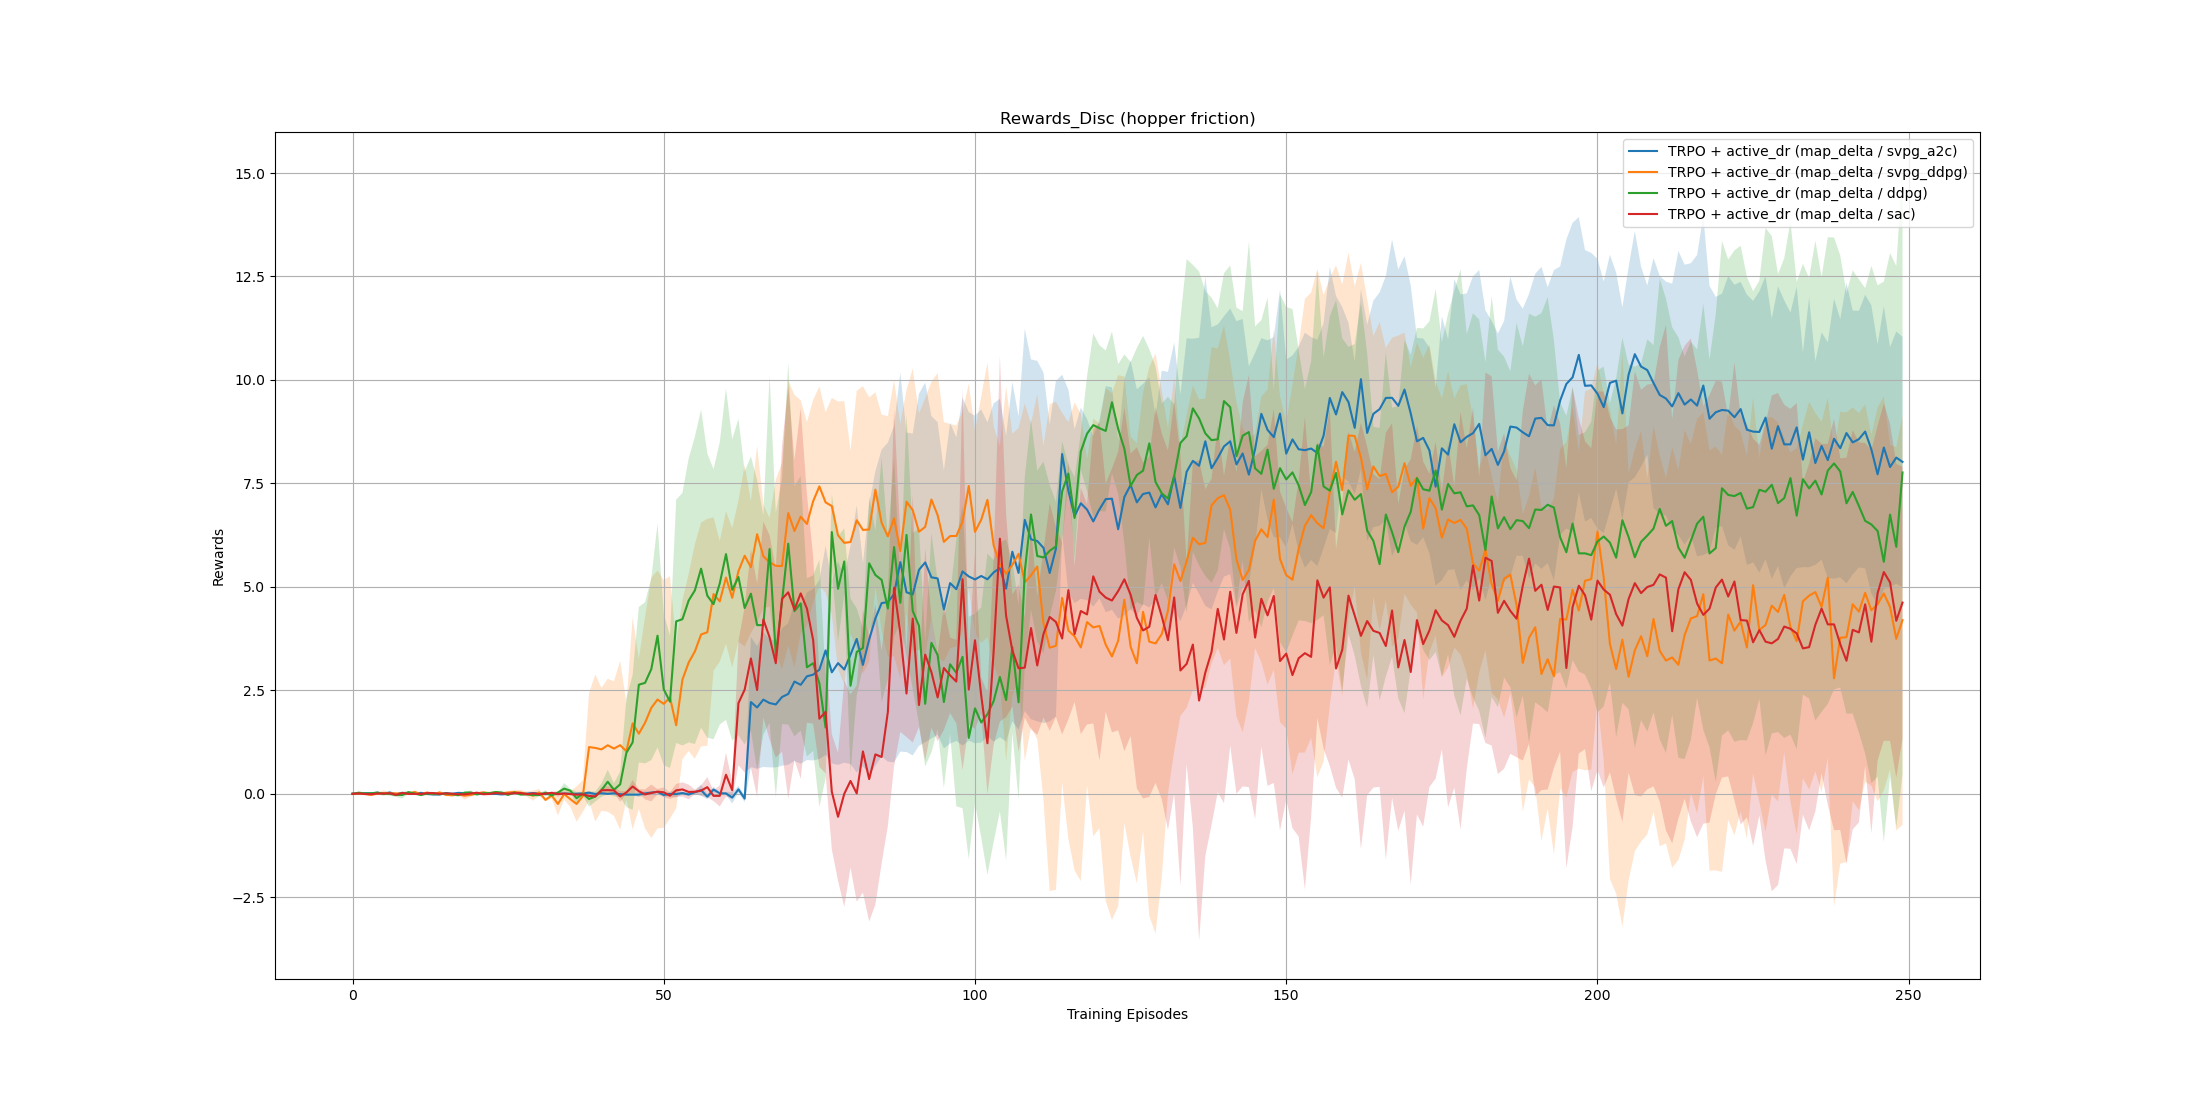 Rewards_Disc (hopper friction)
TRPO + active_dr (map_delta / svpg_a2c)
TRPO + active_dr (map_delta / svpg_ddpg)
TRPO + active_dr (map_delta / ddpg)
TRPO + active_dr (map_delta / sac)
15.0
12.5
10.0
7.5
5.0
2.5
0.0
−2.5
Rewards
0 50 100 150 200 250
Training Episodes